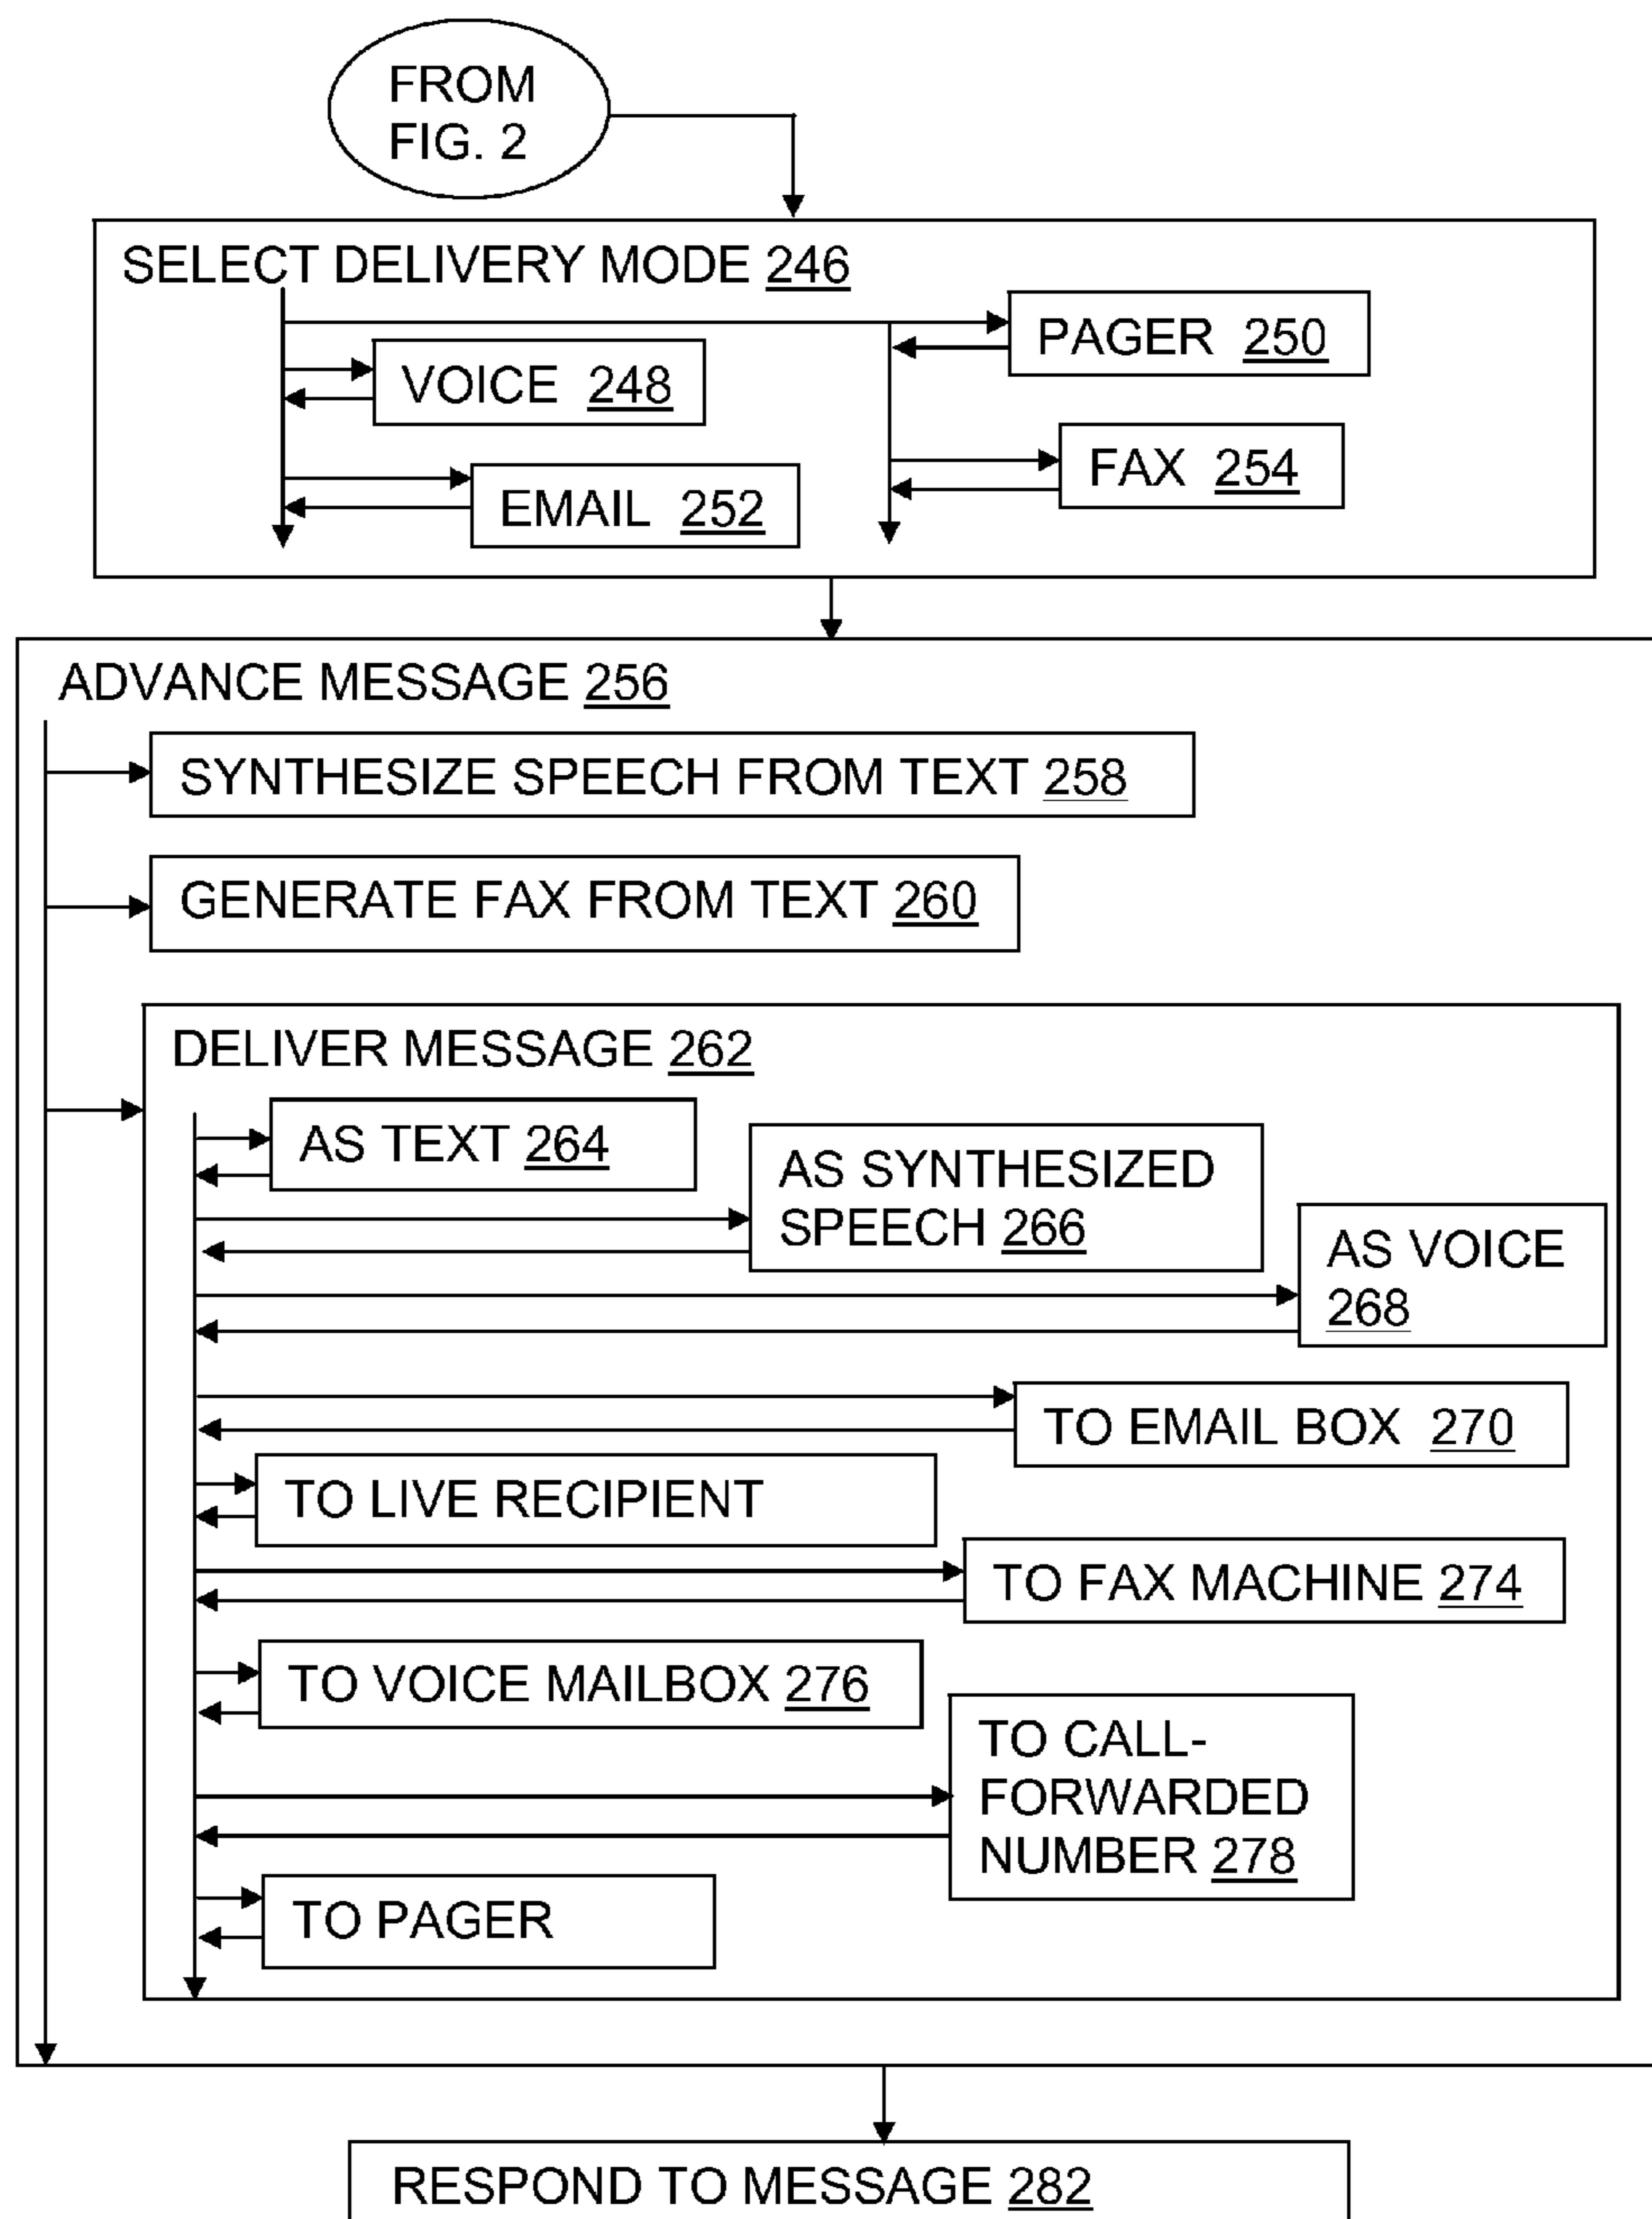 FROM
FIG. 2
SELECT DELIVERY MODE 246
PAGER 250
VOICE 248
FAX 254
EMAIL 252
ADVANCE MESSAGE 256
SYNTHESIZE SPEECH FROM TEXT 258
GENERATE FAX FROM TEXT 260
DELIVER MESSAGE 262
AS TEXT 264
AS SYNTHESIZED
SPEECH 266
AS VOICE
268
TO EMAIL BOX 270
TO LIVE RECIPIENT
TO FAX MACHINE 274
TO VOICE MAILBOX 276
TO CALL-
FORWARDED
NUMBER 278
TO PAGER
RESPOND TO MESSAGE 282